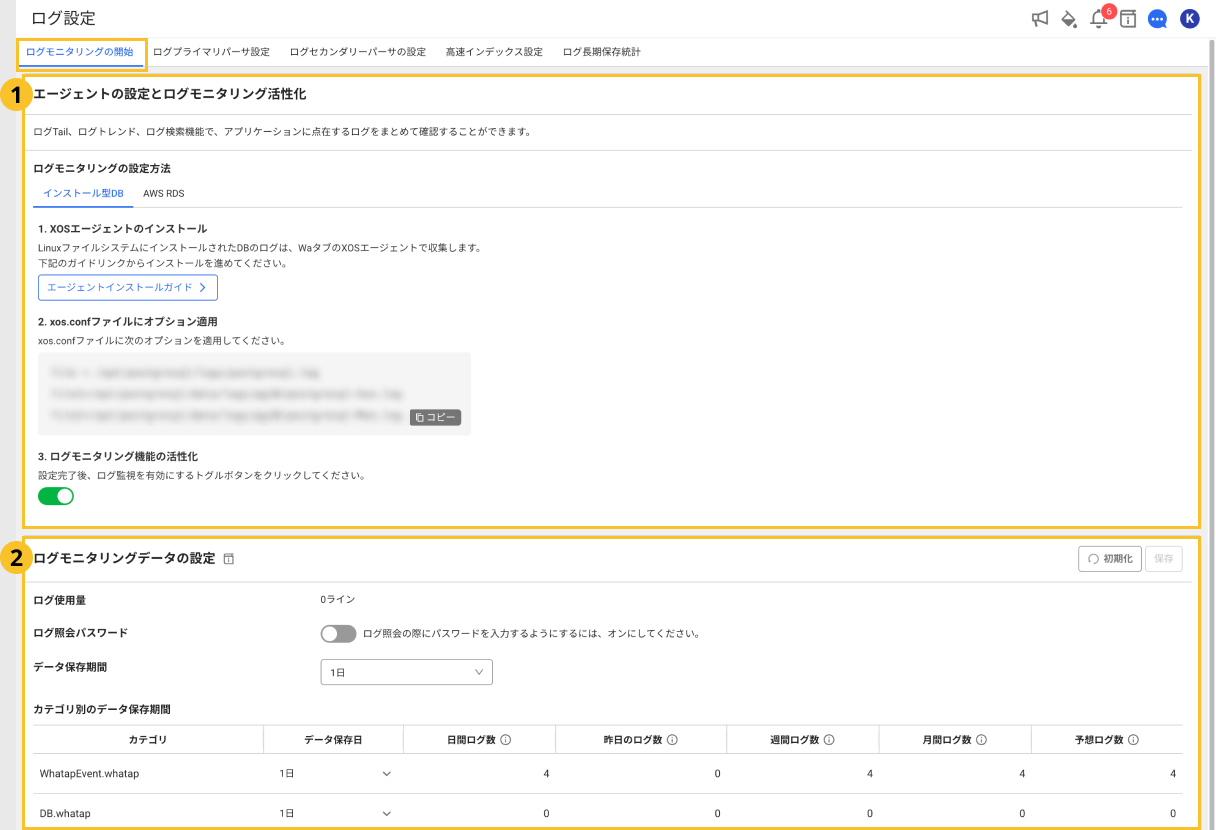 ログ設定
6
K
ログモニタリングの開始 ログプライマリパーサ設定 ログセカンダリーパーサの設定 高速インデックス設定 ログ長期保存統計
1
エージェントの設定とログモニタリング活性化
ログTail、ログトレンド、ログ検索機能で、アプリケーションに点在するログをまとめて確認することができます。
ログモニタリングの設定方法
インストール型DB AWS RDS
1. XOSエージェントのインストール
LinuxファイルシステムにインストールされたDBのログは、WaタブのXOSエージェントで収集します。
下記のガイドリンクからインストールを進めてください。
エージェントインストールガイド
2. xos.confファイルにオプション適用
xos.confファイルに次のオプションを適用してください。
コピー
3. ログモニタリング機能の活性化
設定完了後、ログ監視を有効にするトグルボタンをクリックしてください。
2
ログモニタリングデータの設定 初期化 保存
ログ使用量 0ライン
ログ照会パスワード ログ照会の際にパスワードを入力するようにするには、オンにしてください。
データ保存期間 1日
カテゴリ別のデータ保存期間
カテゴリ データ保存日 日間ログ数 昨日のログ数 週間ログ数 月間ログ数 予想ログ数
WhatapEvent.whatap 1日 4 0 4 4 4
DB.whatap 1日 0 0 0 0 0